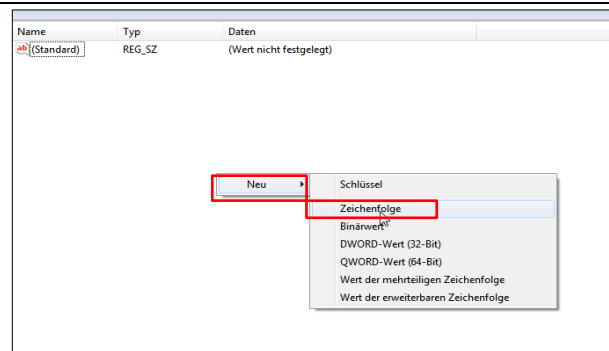 Name Typ Daten
ab (Standard) REG_SZ (Wert nicht festgelegt)
Neu Schlüssel
Zeichenfolge
Binärwert
DWORD-Wert (32-Bit)
QWORD-Wert (64-Bit)
Wert der mehrteiligen Zeichenfolge
Wert der erweiterbaren Zeichenfolge